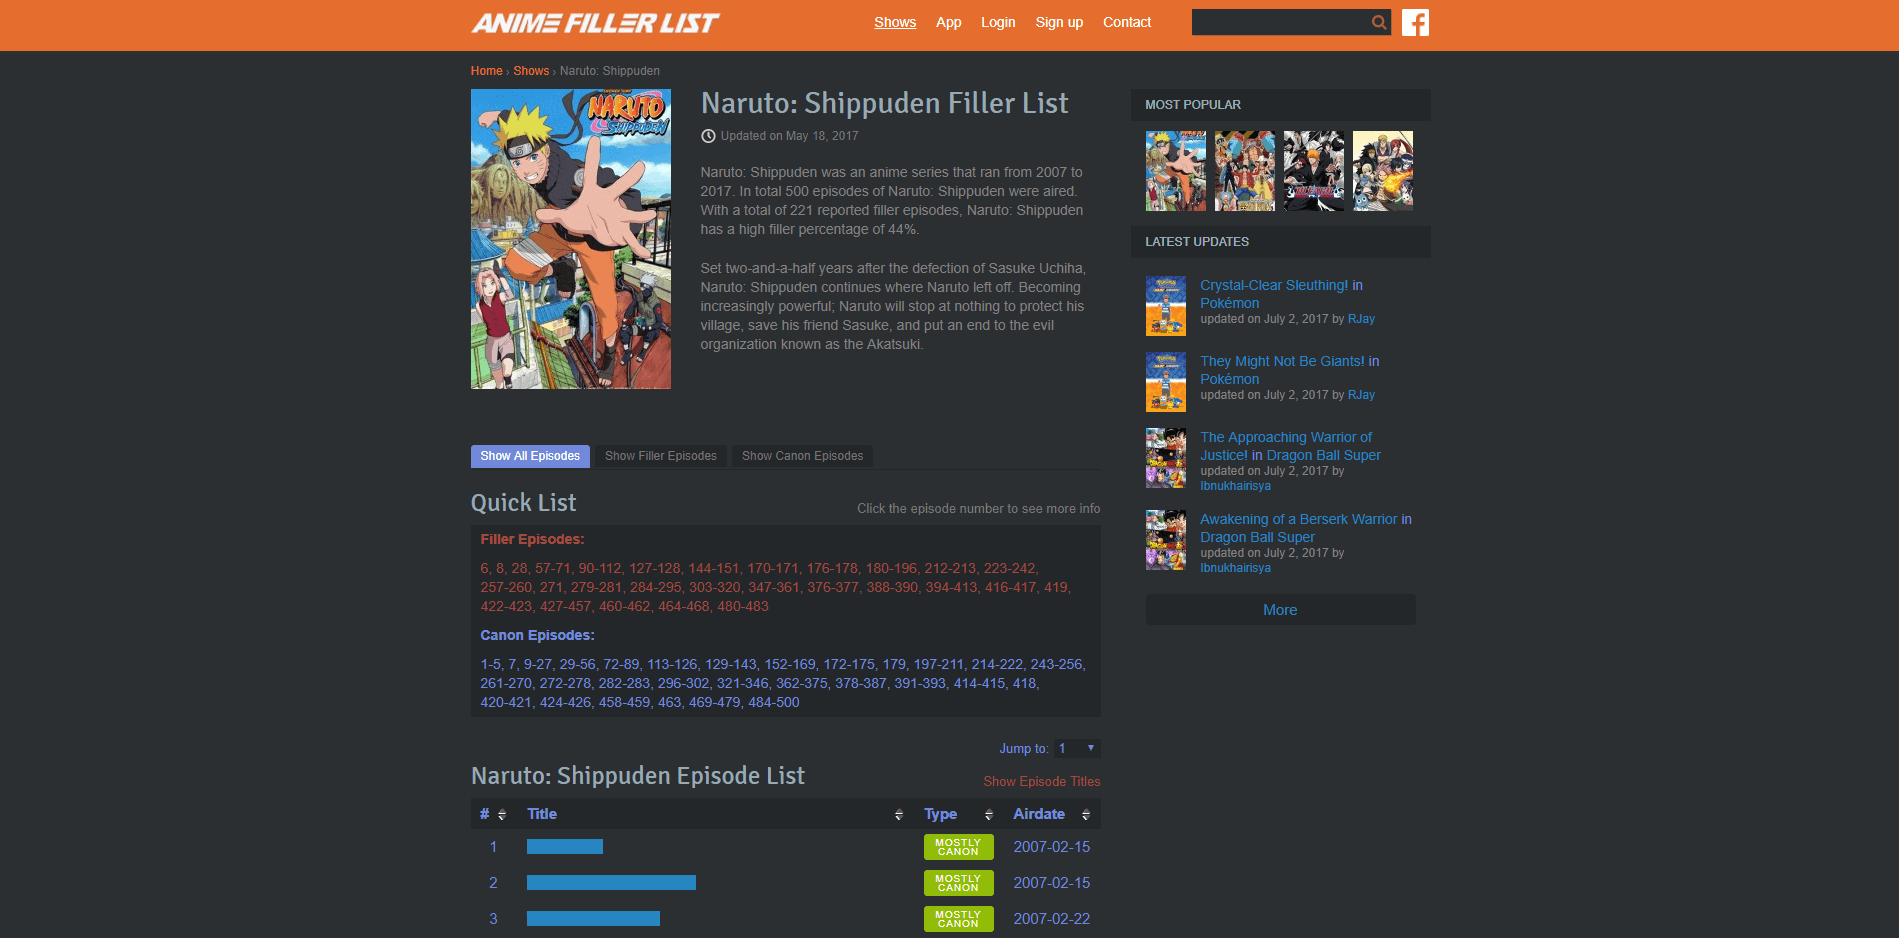 ANIME FILLER LIST
Shows
App
Login
Sign up
Contact
Home › Shows › Naruto: Shippuden
NARUTO
SHIPPUDEN
Naruto: Shippuden Filler List
Updated on May 18, 2017
Naruto: Shippuden was an anime series that ran from 2007 to
2017. In total 500 episodes of Naruto: Shippuden were aired.
With a total of 221 reported filler episodes, Naruto: Shippuden
has a high filler percentage of 44%.
Set two-and-a-half years after the defection of Sasuke Uchiha,
Naruto: Shippuden continues where Naruto left off. Becoming
increasingly powerful; Naruto will stop at nothing to protect his
village, save his friend Sasuke, and put an end to the evil
organization known as the Akatsuki.
Show All Episodes
Show Filler Episodes
Show Canon Episodes
Quick List
Click the episode number to see more info
Filler Episodes:
6, 8, 28, 57-71, 90-112, 127-128, 144-151, 170-171, 176-178, 180-196, 212-213, 223-242,
257-260, 271, 279-281, 284-295, 303-320, 347-361, 376-377, 388-390, 394-413, 416-417, 419,
422-423, 427-457, 460-462, 464-468, 480-483
Canon Episodes:
1-5, 7, 9-27, 29-56, 72-89, 113-126, 129-143, 152-169, 172-175, 179, 197-211, 214-222, 243-256,
261-270, 272-278, 282-283, 296-302, 321-346, 362-375, 378-387, 391-393, 414-415, 418,
420-421, 424-426, 458-459, 463, 469-479, 484-500
Jump to: 1
Naruto: Shippuden Episode List
Show Episode Titles
# Title Type Airdate
1 MOSTLY CANON 2007-02-15
2 MOSTLY CANON 2007-02-15
3 MOSTLY CANON 2007-02-22
MOST POPULAR
LATEST UPDATES
Crystal-Clear Sleuthing! in
Pokémon
updated on July 2, 2017 by RJay
They Might Not Be Giants! in
Pokémon
updated on July 2, 2017 by RJay
The Approaching Warrior of
Justice! in Dragon Ball Super
updated on July 2, 2017 by
Ibnukhairisya
Awakening of a Berserk Warrior in
Dragon Ball Super
updated on July 2, 2017 by
Ibnukhairisya
More